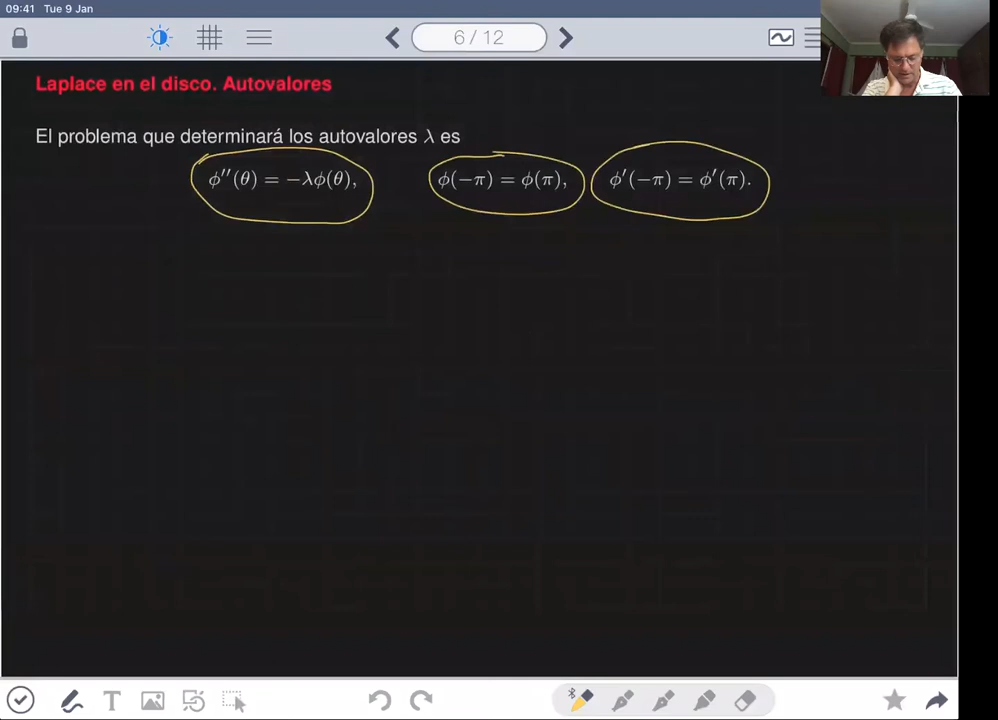 09:41 Tue 9 Jan
6 / 12
Laplace en el disco. Autovalores
El problema que determinará los autovalores λ es
ϕ′′(θ) = −λϕ(θ), ϕ(−π) = ϕ(π), ϕ′(−π) = ϕ′(π).
T